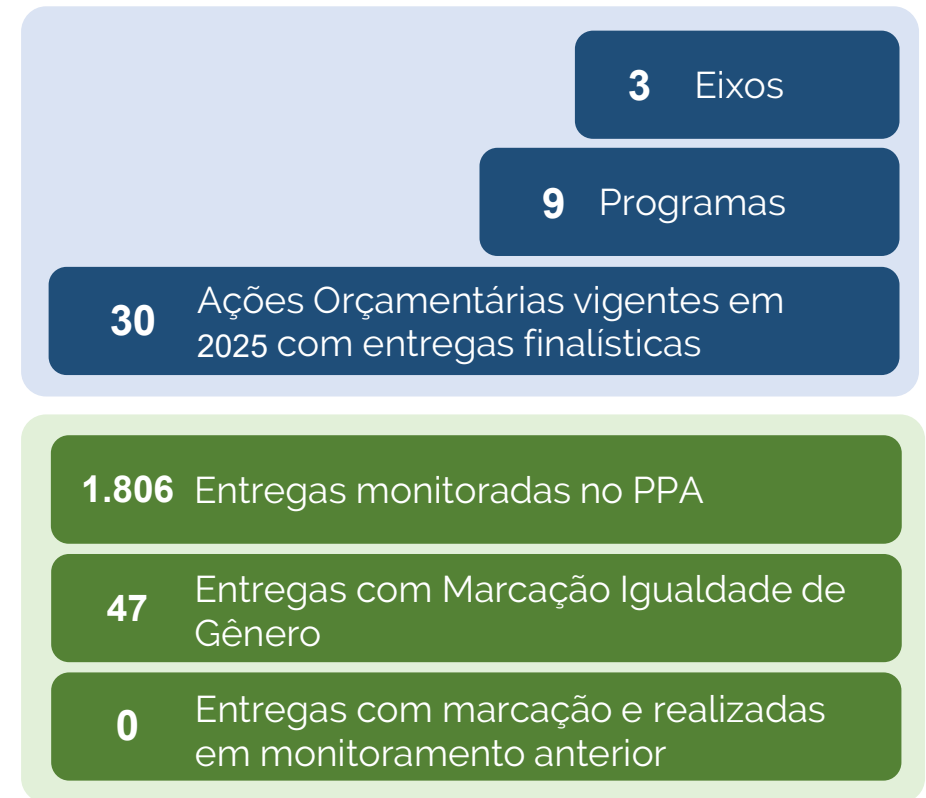 3 Eixos
9 Programas
30 Ações Orçamentárias vigentes em
2025 com entregas finalísticas
1.806 Entregas monitoradas no PPA
47 Entregas com Marcação Igualdade de
Gênero
0 Entregas com marcação e realizadas
em monitoramento anterior